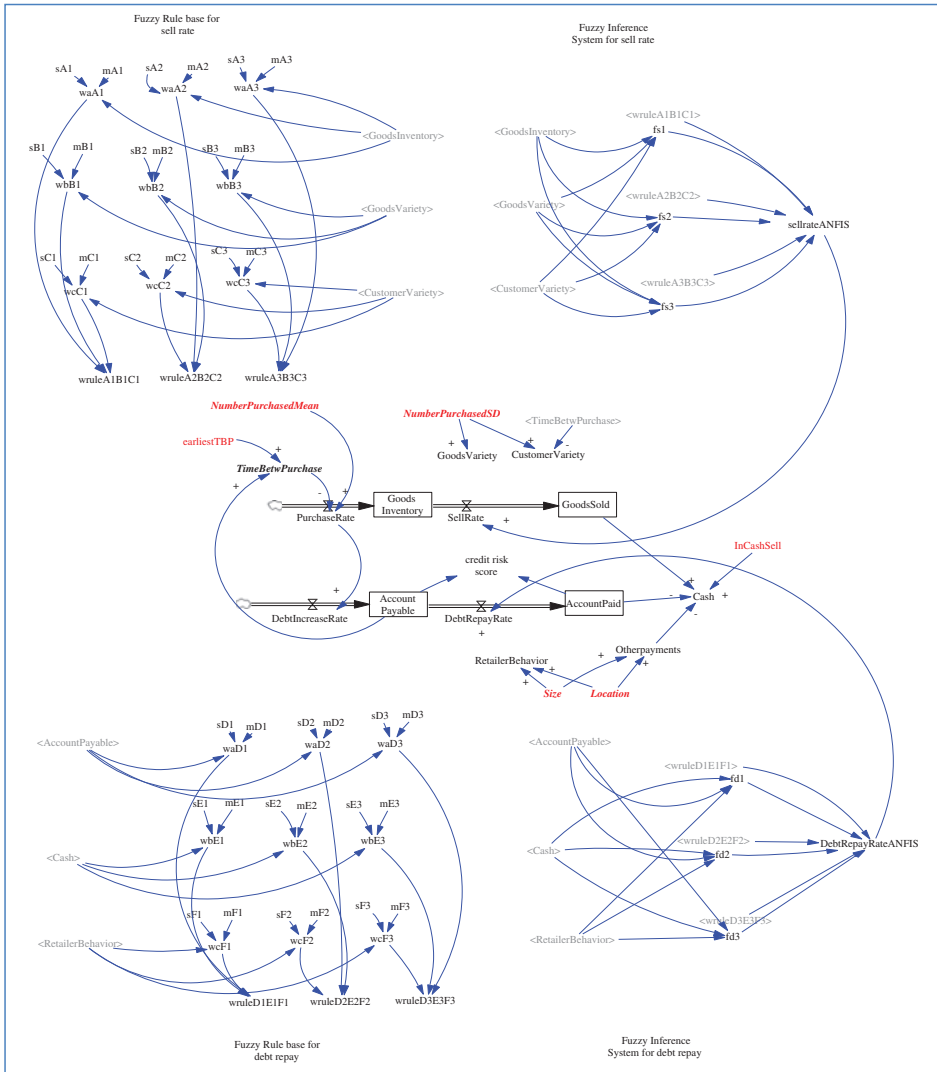 Fuzzy Rule base for
sell rate
Fuzzy Inference
System for sell rate
sA1
mA1
sA2
mA2
sA3
mA3
waA1
waA2
waA3
<GoodsInventory>
sB1
mB1
sB2
mB2
sB3
mB3
wbB1
wbB2
wbB3
<GoodsVariety>
sC1
mC1
sC2
mC2
sC3
mC3
wcC1
wcC2
wcC3
<CustomerVariety>
wruleA1B1C1
wruleA2B2C2
wruleA3B3C3
<GoodsInventory>
<wruleA1B1C1>
fs1
<GoodsVariety>
<wruleA2B2C2>
fs2
sellrateANFIS
<CustomerVariety>
<wruleA3B3C3>
fs3
NumberPurchasedMean
NumberPurchasedSD
<TimeBetwPurchase>
earliestTBP
+
+
+
-
GoodsVariety
CustomerVariety
TimeBetwPurchase
+
-
+
Goods
Inventory
GoodsSold
PurchaseRate
SellRate
+
InCashSell
credit risk
score
+
+
Account
Payable
AccountPaid
-
Cash
+
-
DebtIncreaseRate
DebtRepayRate
+
Otherpayments
RetailerBehavior
+
+
+
+
Size
Location
<AccountPayable>
sD1
mD1
sD2
mD2
sD3
mD3
waD1
waD2
waD3
sE1
mE1
sE2
mE2
sE3
mE3
wbE1
wbE2
wbE3
<Cash>
sF1
mF1
sF2
mF2
sF3
mF3
wcF1
wcF2
wcF3
<RetailerBehavior>
wruleD1E1F1
wruleD2E2F2
wruleD3E3F3
<AccountPayable>
<wruleD1E1F1>
fd1
<Cash>
<wruleD2E2F2>
fd2
DebtRepayRateANFIS
<wruleD3E3F3>
fd3
<RetailerBehavior>
Fuzzy Rule base for
debt repay
Fuzzy Inference
System for debt repay